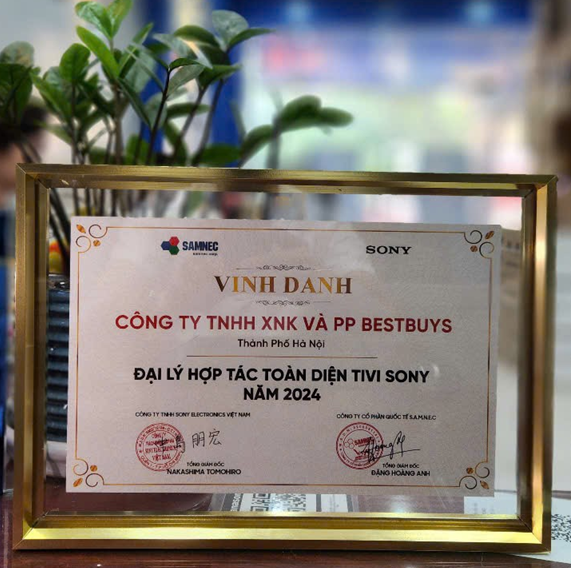 SAMNEC
SONY
VINH DANH
CÔNG TY TNHH XNK VÀ PP BESTBUYS
Thành Phố Hà Nội
ĐẠI LÝ HỢP TÁC TOÀN DIỆN TIVI SONY
NĂM 2024
CÔNG TY TNHH SONY ELECTRONICS VIỆT NAM
CÔNG TY CỔ PHẦN QUỐC TẾ S.A.M.N.E.C
TỔNG GIÁM ĐỐC
NAKASHIMA TOMOHIRO
TỔNG GIÁM ĐỐC
ĐẶNG HOÀNG ANH